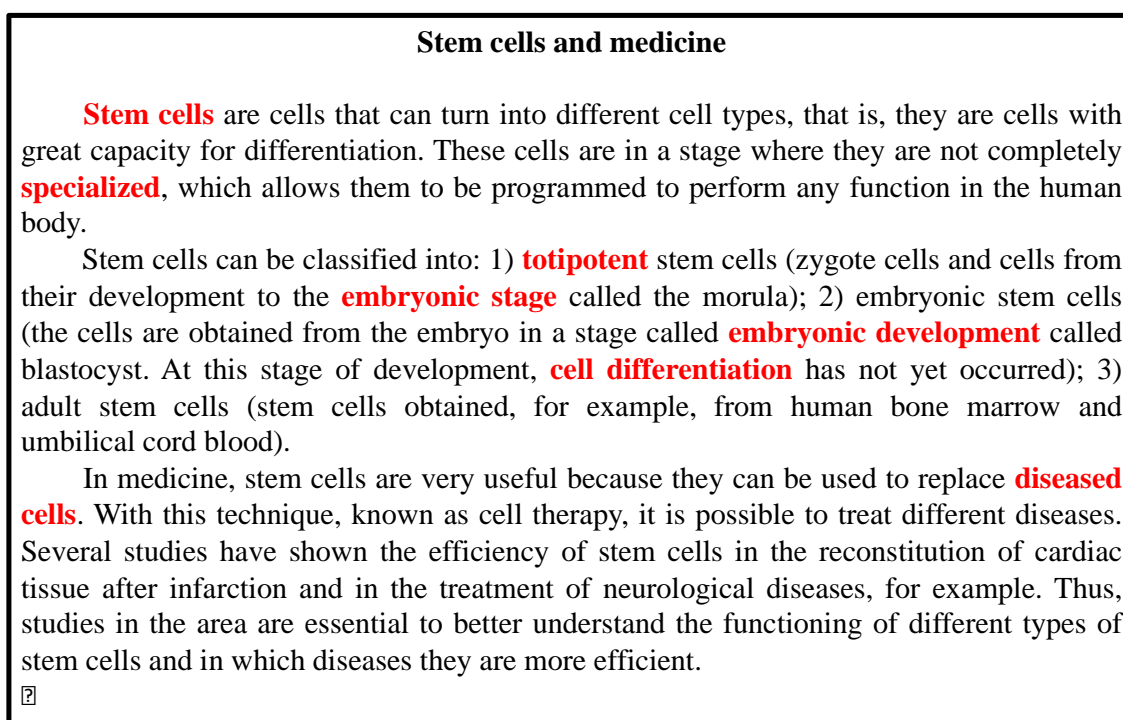 Stem cells and medicine
Stem cells are cells that can turn into different cell types, that is, they are cells with
great capacity for differentiation. These cells are in a stage where they are not completely
specialized, which allows them to be programmed to perform any function in the human
body.
Stem cells can be classified into: 1) totipotent stem cells (zygote cells and cells from
their development to the embryonic stage called the morula); 2) embryonic stem cells
(the cells are obtained from the embryo in a stage called embryonic development called
blastocyst. At this stage of development, cell differentiation has not yet occurred); 3)
adult stem cells (stem cells obtained, for example, from human bone marrow and
umbilical cord blood).
In medicine, stem cells are very useful because they can be used to replace diseased
cells. With this technique, known as cell therapy, it is possible to treat different diseases.
Several studies have shown the efficiency of stem cells in the reconstitution of cardiac
tissue after infarction and in the treatment of neurological diseases, for example. Thus,
studies in the area are essential to better understand the functioning of different types of
stem cells and in which diseases they are more efficient.